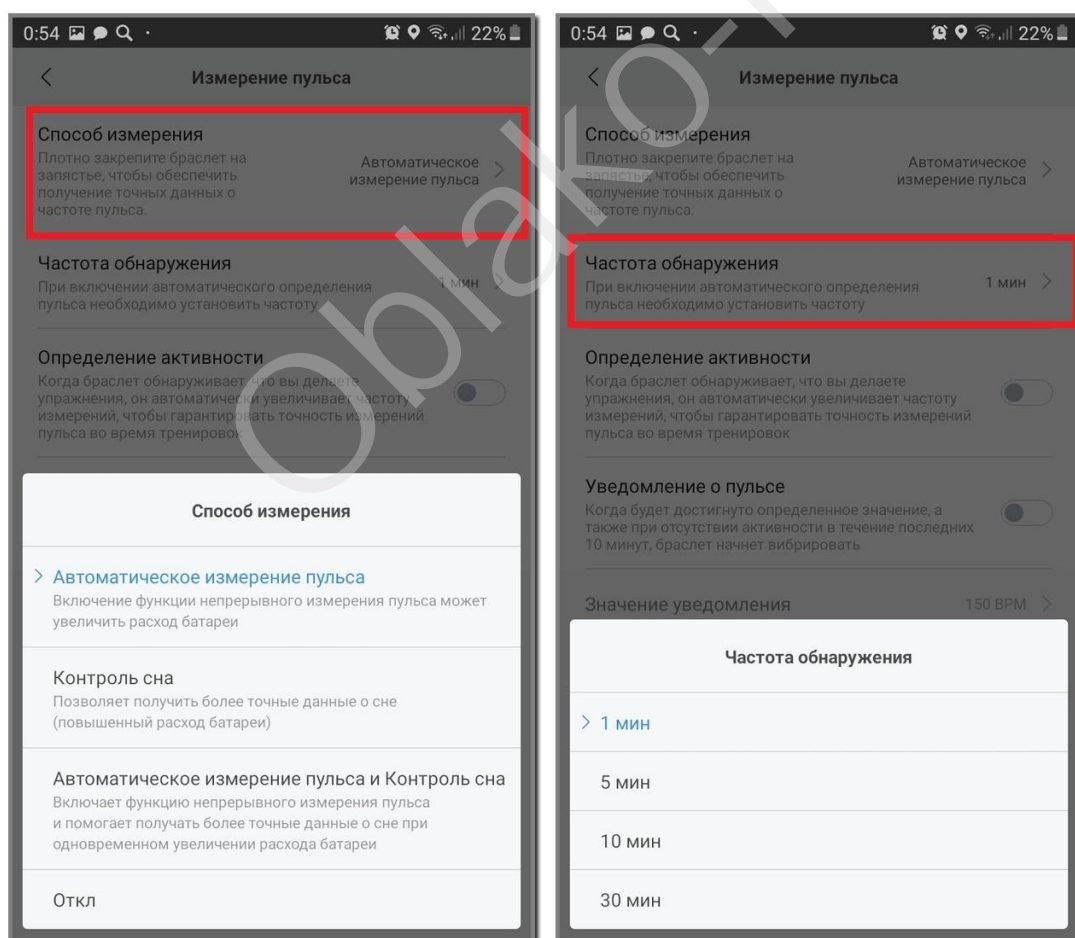 0:54
22%
Измерение пульса
Способ измерения
Плотно закрепите браслет на
запястье, чтобы обеспечить
получение точных данных о
частоте пульса.
Автоматическое
измерение пульса
Частота обнаружения
При включении автоматического определения
пульса необходимо установить частоту
1 мин
Определение активности
Когда браслет обнаруживает, что вы делаете
упражнения, он автоматически увеличивает частоту
измерений, чтобы гарантировать точность измерений
пульса во время тренировок
Способ измерения
Автоматическое измерение пульса
Включение функции непрерывного измерения пульса может
увеличить расход батареи
Контроль сна
Позволяет получить более точные данные о сне
(повышенный расход батареи)
Автоматическое измерение пульса и Контроль сна
Включает функцию непрерывного измерения пульса
и помогает получать более точные данные о сне при
одновременном увеличении расхода батареи
Откл
0:54
22%
Измерение пульса
Способ измерения
Плотно закрепите браслет на
запястье, чтобы обеспечить
получение точных данных о
частоте пульса.
Автоматическое
измерение пульса
Частота обнаружения
При включении автоматического определения
пульса необходимо установить частоту
1 мин
Определение активности
Когда браслет обнаруживает, что вы делаете
упражнения, он автоматически увеличивает частоту
измерений, чтобы гарантировать точность измерений
пульса во время тренировок
Уведомление о пульсе
Когда будет достигнуто определенное значение, а
также при отсутствии активности в течение последних
10 минут, браслет начнет вибрировать
Значение уведомления
150 BPM
Частота обнаружения
1 мин
5 мин
10 мин
30 мин
Oblako-